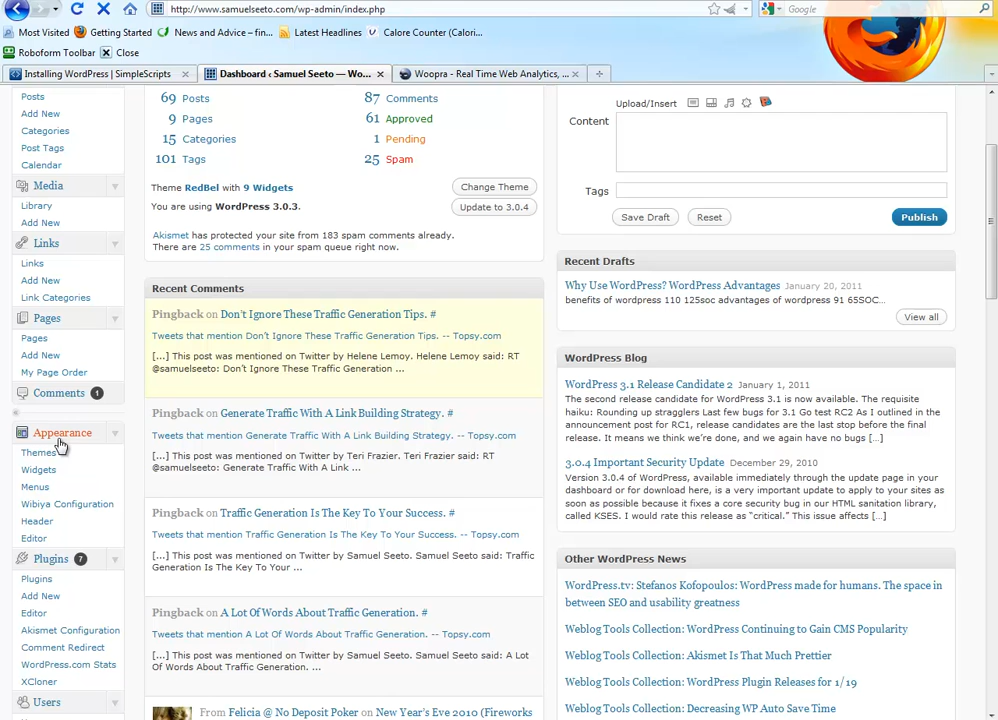 http://www.samuelseeto.com/wp-admin/index.php
Google
Most Visited
Getting Started
News and Advice – fin...
Latest Headlines
Calore Counter (Calori...
Roboform Toolbar
Close
Installing WordPress | SimpleScripts
Dashboard ‹ Samuel Seeto — Wo...
Woopra - Real Time Web Analytics, ...
Posts
Add New
Categories
Post Tags
Calendar
Media
Library
Add New
Links
Links
Add New
Link Categories
Pages
Pages
Add New
My Page Order
Comments 1
Appearance
Themes
Widgets
Menus
Wibiya Configuration
Header
Editor
Plugins 7
Plugins
Add New
Editor
Akismet Configuration
Comment Redirect
WordPress.com Stats
XCloner
Users
69 Posts
9 Pages
15 Categories
101 Tags
87 Comments
61 Approved
1 Pending
25 Spam
Theme RedBel with 9 Widgets
Change Theme
You are using WordPress 3.0.3.
Update to 3.0.4
Akismet has protected your site from 183 spam comments already.
There are 25 comments in your spam queue right now.
Recent Comments
Pingback on Don't Ignore These Traffic Generation Tips. #
Tweets that mention Don't Ignore These Traffic Generation Tips. -- Topsy.com
[...] This post was mentioned on Twitter by Helene Lemoy. Helene Lemoy said: RT
@samuelseeto: Don't Ignore These Traffic Generation ...
Pingback on Generate Traffic With A Link Building Strategy. #
Tweets that mention Generate Traffic With A Link Building Strategy. -- Topsy.com
[...] This post was mentioned on Twitter by Teri Frazier. Teri Frazier said: RT
@samuelseeto: Generate Traffic With A Link ...
Pingback on Traffic Generation Is The Key To Your Success. #
Tweets that mention Traffic Generation Is The Key To Your Success. -- Topsy.com
[...] This post was mentioned on Twitter by Samuel Seeto. Samuel Seeto said: Traffic
Generation Is The Key To Your ...
Pingback on A Lot Of Words About Traffic Generation. #
Tweets that mention A Lot Of Words About Traffic Generation. -- Topsy.com
[...] This post was mentioned on Twitter by Samuel Seeto. Samuel Seeto said: A Lot
Of Words About Traffic Generation. ...
From Felicia @ No Deposit Poker on New Year's Eve 2010 (Fireworks
Upload/Insert
Content
Tags
Save Draft
Reset
Publish
Recent Drafts
Why Use WordPress? WordPress Advantages January 20, 2011
benefits of wordpress 110 125soc advantages of wordpress 91 65SOC...
View all
WordPress Blog
WordPress 3.1 Release Candidate 2 January 1, 2011
The second release candidate for WordPress 3.1 is now available. The requisite
haiku: Rounding up stragglers Last few bugs for 3.1 Go test RC2 As I outlined in the
announcement post for RC1, release candidates are the last stop before the final
release. It means we think we're done, and we again have no bugs [...]
3.0.4 Important Security Update December 29, 2010
Version 3.0.4 of WordPress, available immediately through the update page in your
dashboard or for download here, is a very important update to apply to your sites as
soon as possible because it fixes a core security bug in our HTML sanitation library,
called KSES. I would rate this release as “critical.” This issue affects [...]
Other WordPress News
WordPress.tv: Stefanos Kofopoulos: WordPress made for humans. The space in
between SEO and usability greatness
Weblog Tools Collection: WordPress Continuing to Gain CMS Popularity
Weblog Tools Collection: Akismet Is That Much Prettier
Weblog Tools Collection: WordPress Plugin Releases for 1/19
Weblog Tools Collection: Decreasing WP Auto Save Time